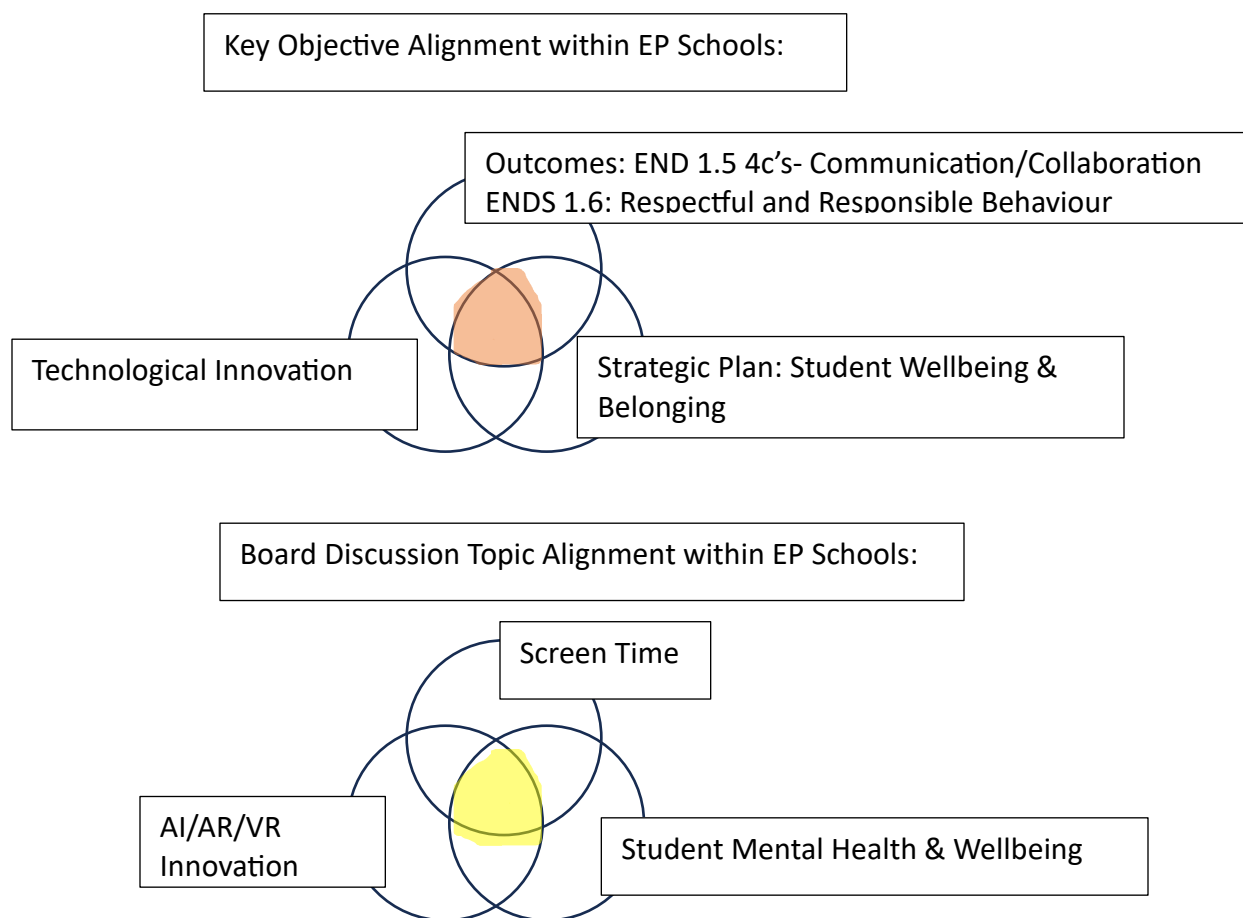 Key Objective Alignment within EP Schools:
Outcomes: END 1.5 4c's- Communication/Collaboration
ENDS 1.6: Respectful and Responsible Behaviour
Technological Innovation
Strategic Plan: Student Wellbeing &
Belonging
Board Discussion Topic Alignment within EP Schools:
Screen Time
AI/AR/VR
Innovation
Student Mental Health & Wellbeing